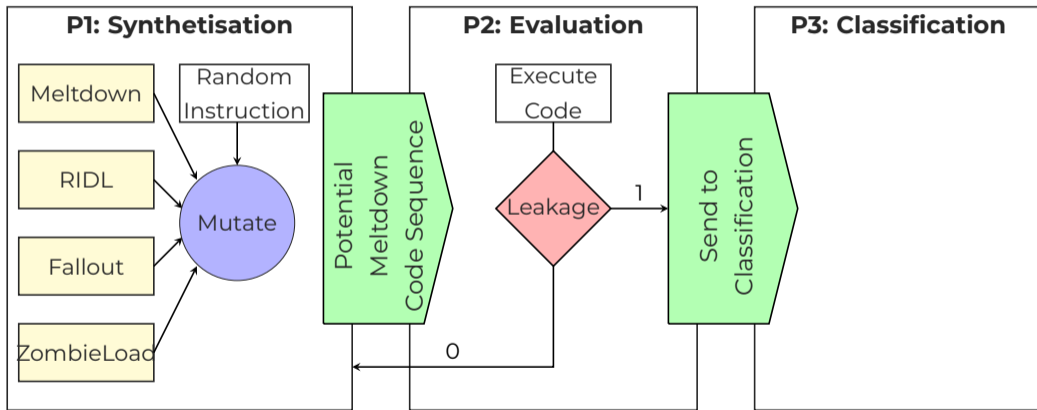 P1: Synthetisation
Meltdown
RIDL
Fallout
ZombieLoad
Random
Instruction
Mutate
Potential
Meltdown
Code Sequence
P2: Evaluation
Execute
Code
Leakage
1
0
Send to
Classification
P3: Classification